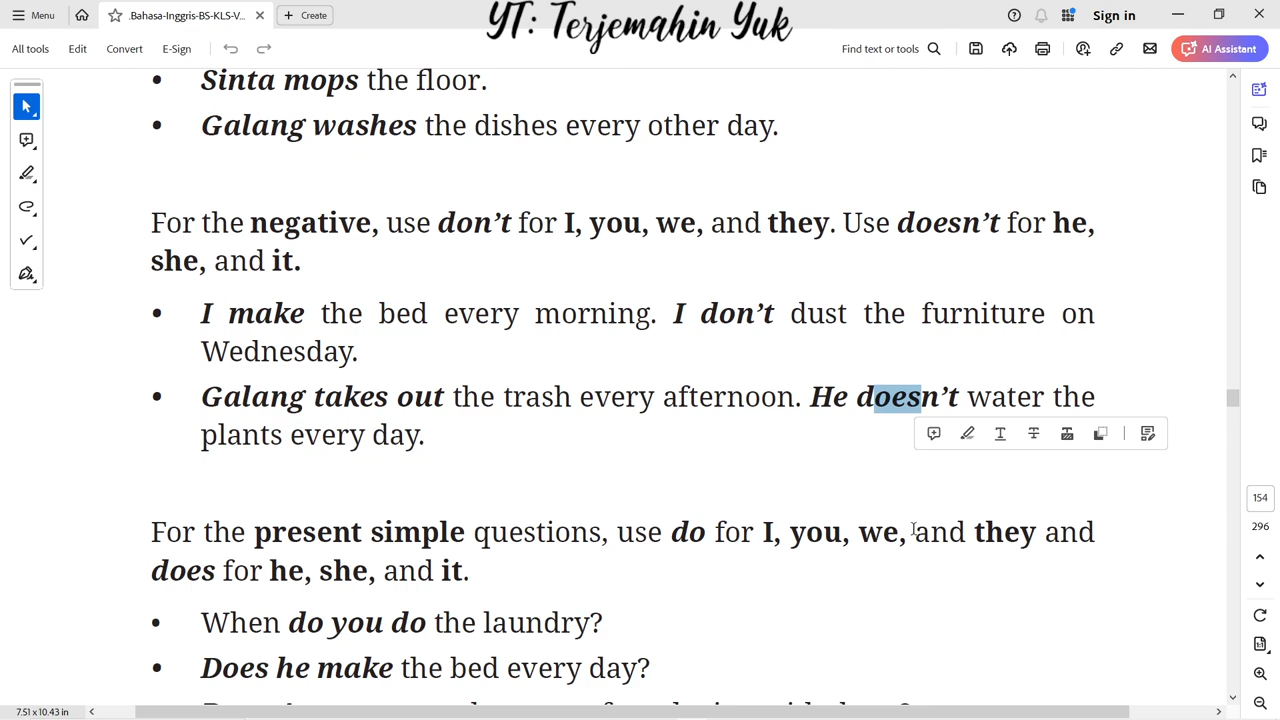 Menu
.Bahasa-Inggris-BS-KLS-V...
Create
YT: Terjemahin Yuk
Sign in
All tools Edit Convert E-Sign
Find text or tools
AI Assistant
• Sinta mops the floor.
• Galang washes the dishes every other day.
For the negative, use don’t for I, you, we, and they. Use doesn’t for he,
she, and it.
• I make the bed every morning. I don’t dust the furniture on
Wednesday.
• Galang takes out the trash every afternoon. He doesn’t water the
plants every day.
For the present simple questions, use do for I, you, we, and they and
does for he, she, and it.
• When do you do the laundry?
• Does he make the bed every day?
154
296
7.51 x 10.43 in